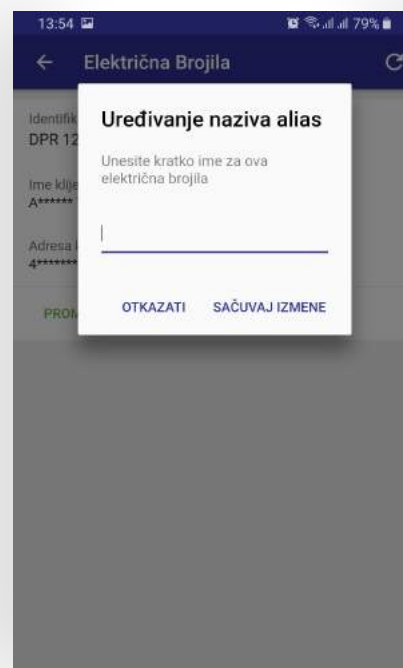 13:54 79%
Električna Brojila
Identifik
DPR 12
Uređivanje naziva alias
Unesite kratko ime za ova
električna brojila
Ime klije
A******
Adresa
4*******
OTKAZATI SAČUVAJ IZMENE
PROM